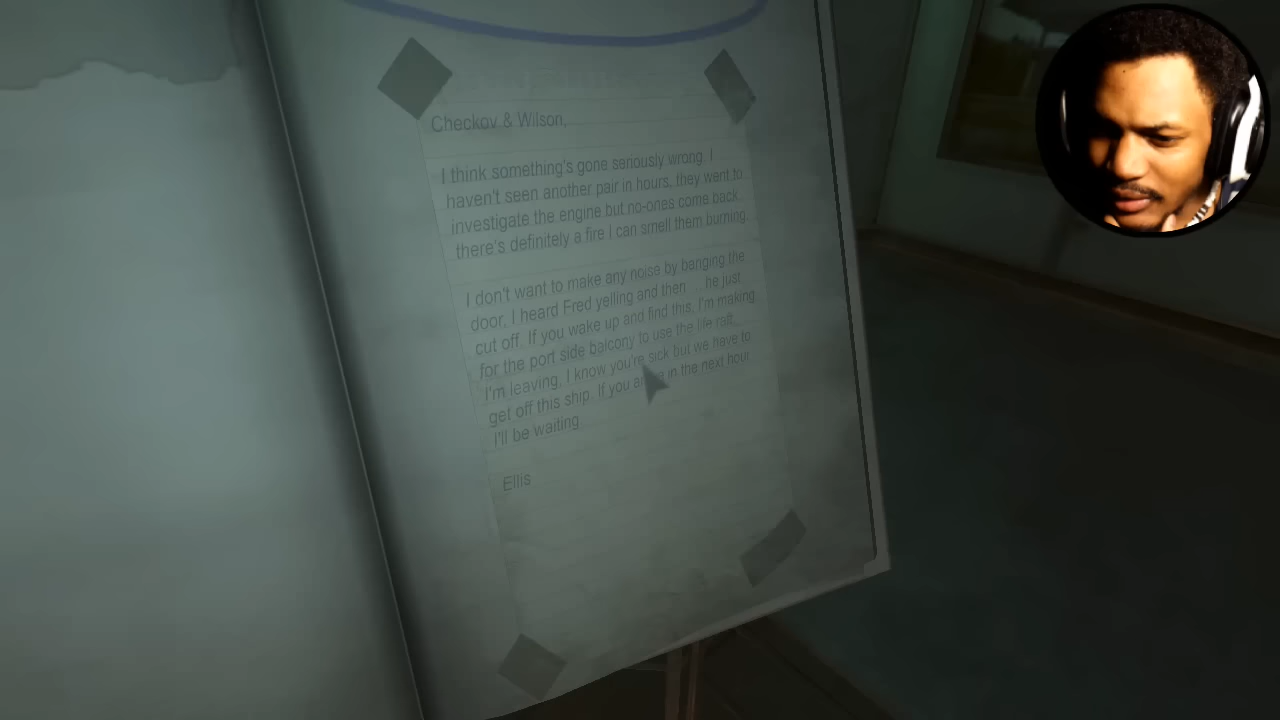 Checkov & Wilson,
I think something's gone seriously wrong. I
haven't seen another pair in hours, they went to
investigate the engine but no-ones come back.
there's definitely a fire I can smell them burning.
I don't want to make any noise by banging the
door, I heard Fred yelling and then ... he just
cut off. If you wake up and find this, I'm making
for the port side balcony to use the life raft.
I'm leaving, I know you're sick but we have to
get off this ship. If you in the next hour
I'll be waiting.
Ellis